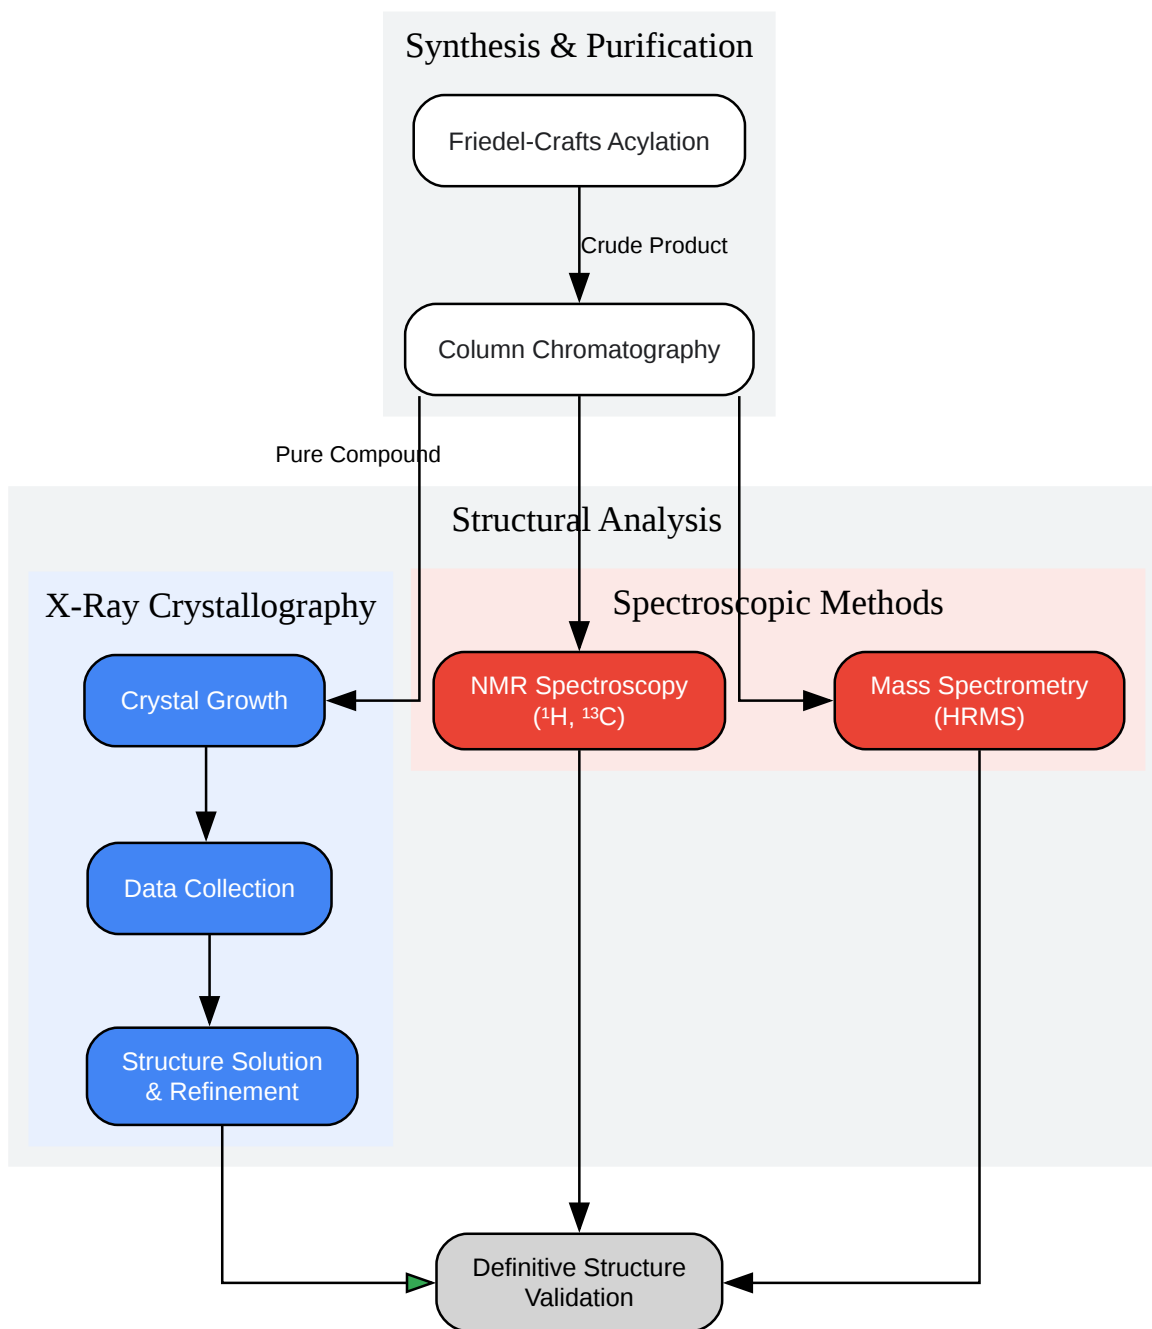 Synthesis & Purification
Friedel-Crafts Acylation
Crude Product
Column Chromatography
Pure Compound
Structural Analysis
X-Ray Crystallography
Spectroscopic Methods
Crystal Growth
NMR Spectroscopy
(¹H, ¹³C)
Mass Spectrometry
(HRMS)
Data Collection
Structure Solution
& Refinement
Definitive Structure
Validation